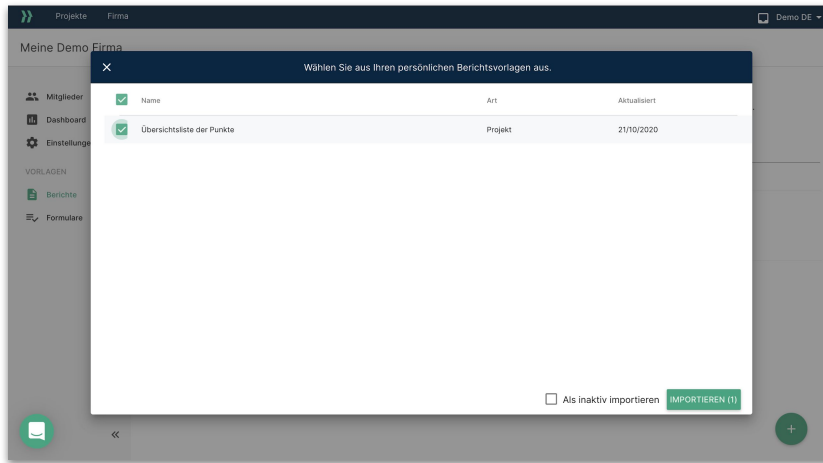 Projekte Firma Demo DE
Meine Demo Firma
Wählen Sie aus Ihren persönlichen Berichtsvorlagen aus.
Mitglieder
Dashboard
Einstellunge
VORLAGEN
Berichte
Formulare
Name Art Aktualisiert
Übersichtsliste der Punkte Projekt 21/10/2020
Als inaktiv importieren IMPORTIEREN (1)